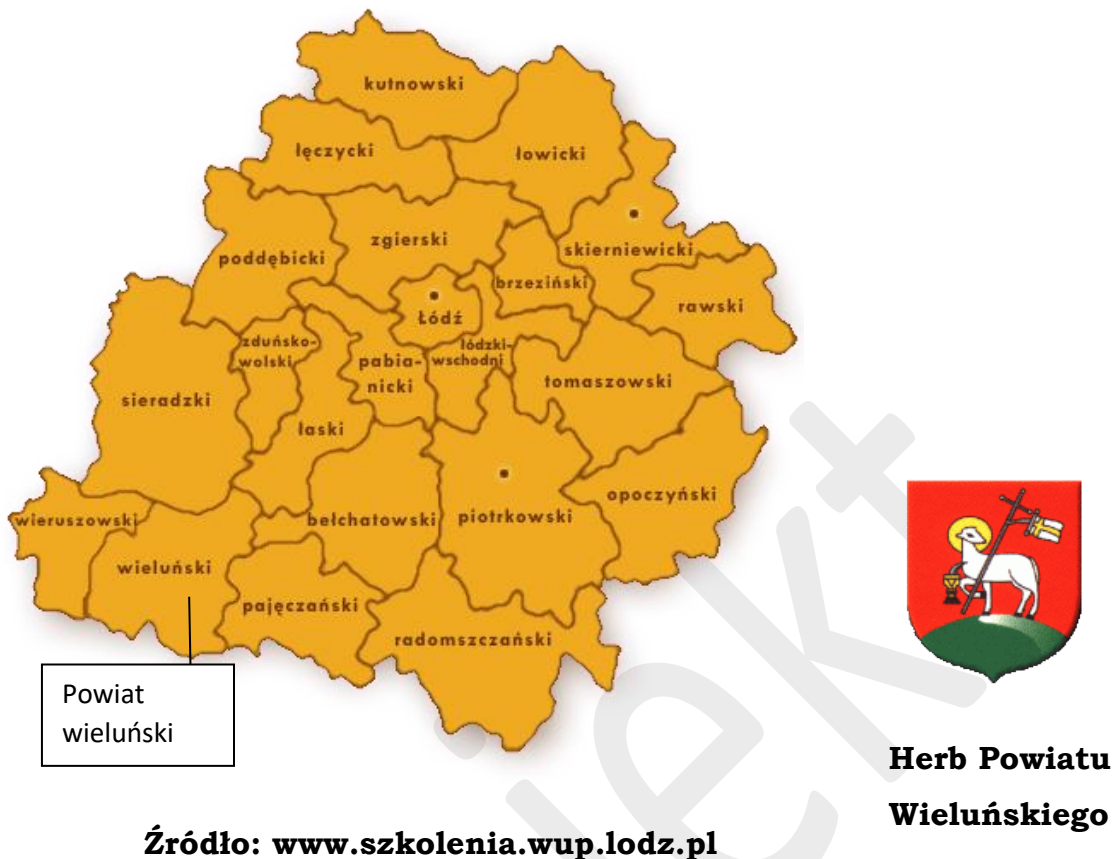 kutnowski
łęczycki
łowicki
zgierski
skierniewicki
poddębicki
brzeziński
rawski
Łódź
zduńsko-
wolski
łódzki-
wschodni
pabia-
nicki
tomaszowski
sieradzki
łaski
opoczyński
wieruszowski
bełchatowski
piotrkowski
wieluński
pajęczański
radomszczański
Powiat
wieluński
Herb Powiatu
Wieluńskiego
Źródło: www.szkolenia.wup.lodz.pl